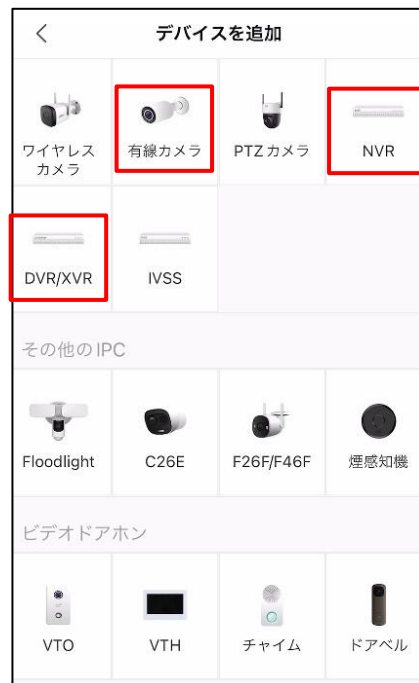 デバイスを追加
ワイヤレス
カメラ
有線カメラ
PTZ カメラ
NVR
DVR/XVR
IVSS
その他の IPC
Floodlight
C26E
F26F/F46F
煙感知機
ビデオドアホン
VTO
VTH
チャイム
ドアベル